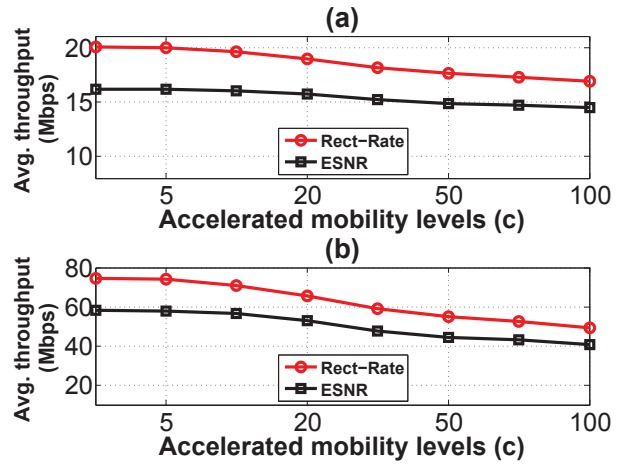 (a)
Avg. throughput
(Mbps)
20
15
10
Rect-Rate
ESNR
5 20 50 100
Accelerated mobility levels (c)
(b)
Avg. throughput
(Mbps)
80
60
40
20
Rect-Rate
ESNR
5 20 50 100
Accelerated mobility levels (c)